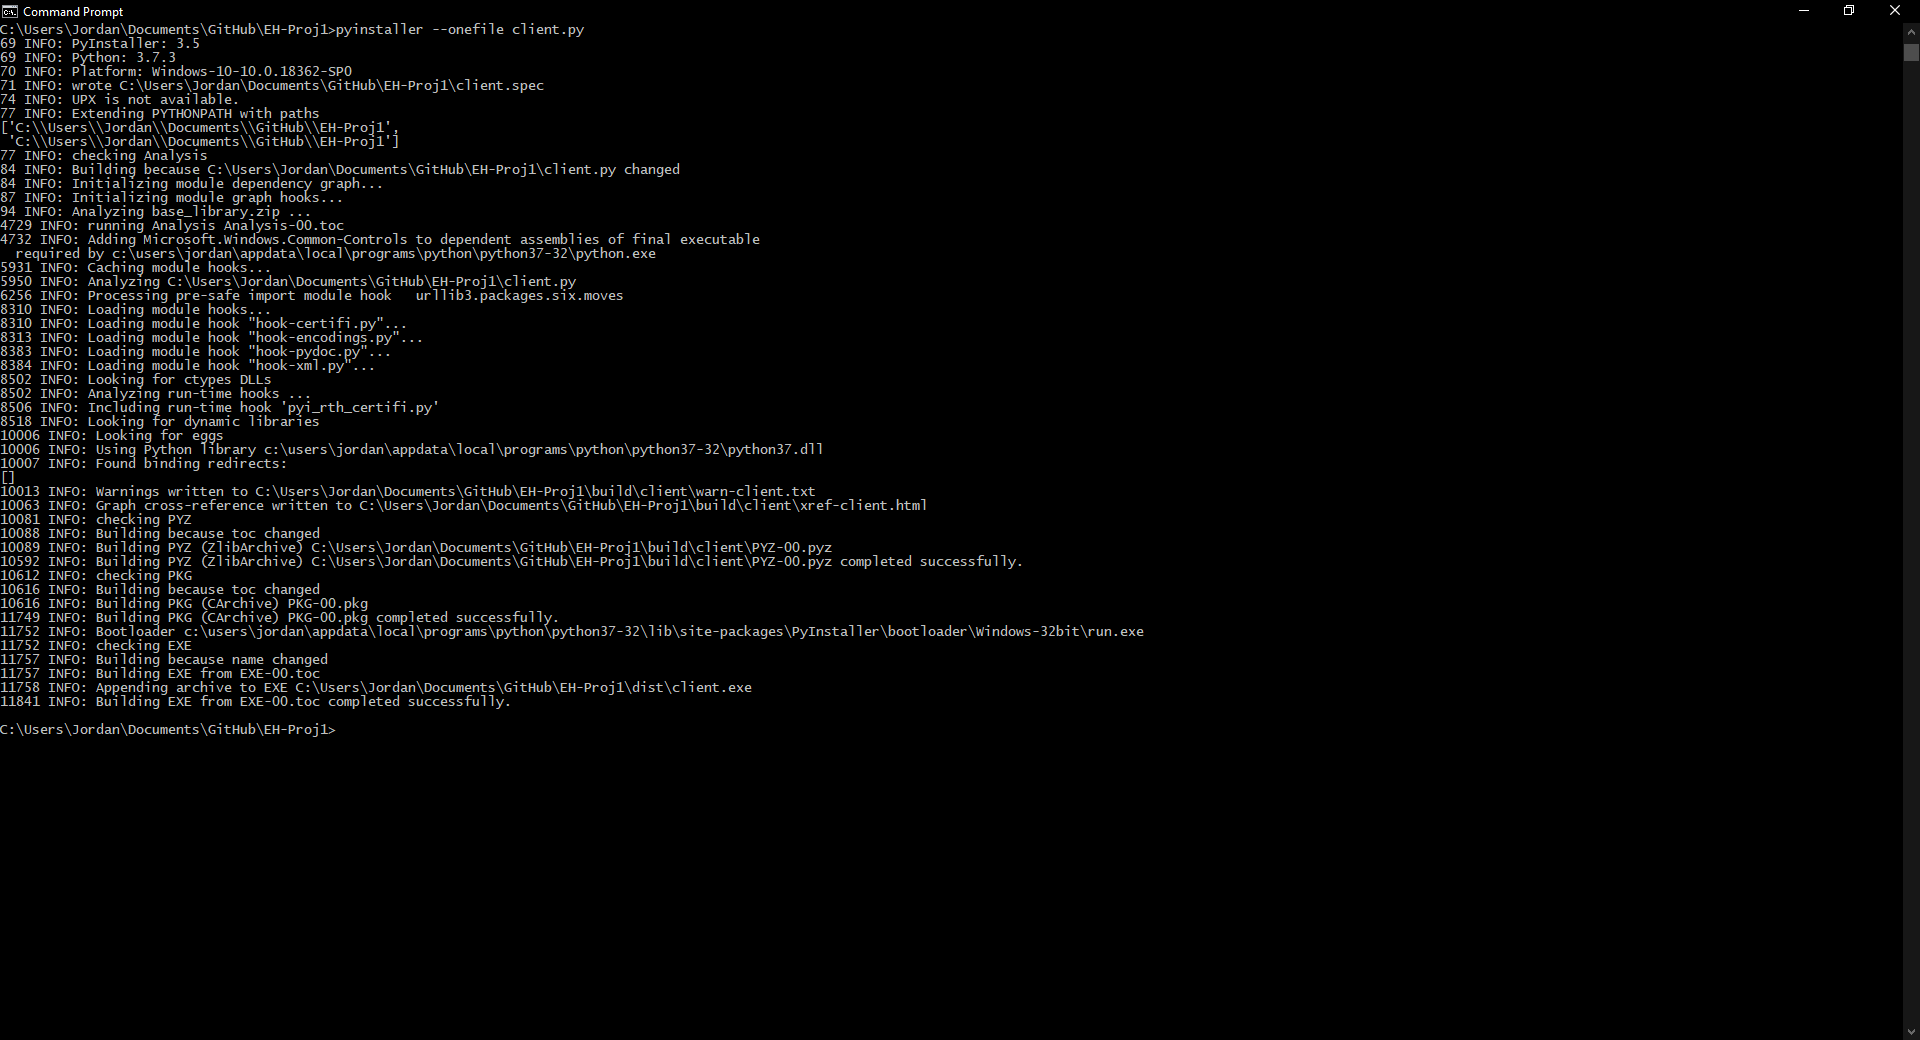 Command Prompt
C:\Users\Jordan\Documents\GitHub\EH-Proj1>pyinstaller --onefile client.py
69 INFO: PyInstaller: 3.5
69 INFO: Python: 3.7.3
70 INFO: Platform: Windows-10-10.0.18362-SP0
71 INFO: wrote C:\Users\Jordan\Documents\GitHub\EH-Proj1\client.spec
74 INFO: UPX is not available.
77 INFO: Extending PYTHONPATH with paths
['C:\\Users\\Jordan\\Documents\\GitHub\\EH-Proj1',
 'C:\\Users\\Jordan\\Documents\\GitHub\\EH-Proj1']
77 INFO: checking Analysis
84 INFO: Building because C:\Users\Jordan\Documents\GitHub\EH-Proj1\client.py changed
84 INFO: Initializing module dependency graph...
87 INFO: Initializing module graph hooks...
94 INFO: Analyzing base_library.zip ...
4729 INFO: running Analysis Analysis-00.toc
4732 INFO: Adding Microsoft.Windows.Common-Controls to dependent assemblies of final executable
  required by c:\users\jordan\appdata\local\programs\python\python37-32\python.exe
5931 INFO: Caching module hooks...
5950 INFO: Analyzing C:\Users\Jordan\Documents\GitHub\EH-Proj1\client.py
6256 INFO: Processing pre-safe import module hook   urllib3.packages.six.moves
8310 INFO: Loading module hooks...
8310 INFO: Loading module hook "hook-certifi.py"...
8313 INFO: Loading module hook "hook-encodings.py"...
8383 INFO: Loading module hook "hook-pydoc.py"...
8384 INFO: Loading module hook "hook-xml.py"...
8502 INFO: Looking for ctypes DLLs
8502 INFO: Analyzing run-time hooks ...
8506 INFO: Including run-time hook 'pyi_rth_certifi.py'
8518 INFO: Looking for dynamic libraries
10006 INFO: Looking for eggs
10006 INFO: Using Python library c:\users\jordan\appdata\local\programs\python\python37-32\python37.dll
10007 INFO: Found binding redirects:
[]
10013 INFO: Warnings written to C:\Users\Jordan\Documents\GitHub\EH-Proj1\build\client\warn-client.txt
10063 INFO: Graph cross-reference written to C:\Users\Jordan\Documents\GitHub\EH-Proj1\build\client\xref-client.html
10081 INFO: checking PYZ
10088 INFO: Building because toc changed
10089 INFO: Building PYZ (ZlibArchive) C:\Users\Jordan\Documents\GitHub\EH-Proj1\build\client\PYZ-00.pyz
10592 INFO: Building PYZ (ZlibArchive) C:\Users\Jordan\Documents\GitHub\EH-Proj1\build\client\PYZ-00.pyz completed successfully.
10612 INFO: checking PKG
10616 INFO: Building because toc changed
10616 INFO: Building PKG (CArchive) PKG-00.pkg
11749 INFO: Building PKG (CArchive) PKG-00.pkg completed successfully.
11752 INFO: Bootloader c:\users\jordan\appdata\local\programs\python\python37-32\lib\site-packages\PyInstaller\bootloader\Windows-32bit\run.exe
11752 INFO: checking EXE
11757 INFO: Building because name changed
11757 INFO: Building EXE from EXE-00.toc
11758 INFO: Appending archive to EXE C:\Users\Jordan\Documents\GitHub\EH-Proj1\dist\client.exe
11841 INFO: Building EXE from EXE-00.toc completed successfully.
C:\Users\Jordan\Documents\GitHub\EH-Proj1>